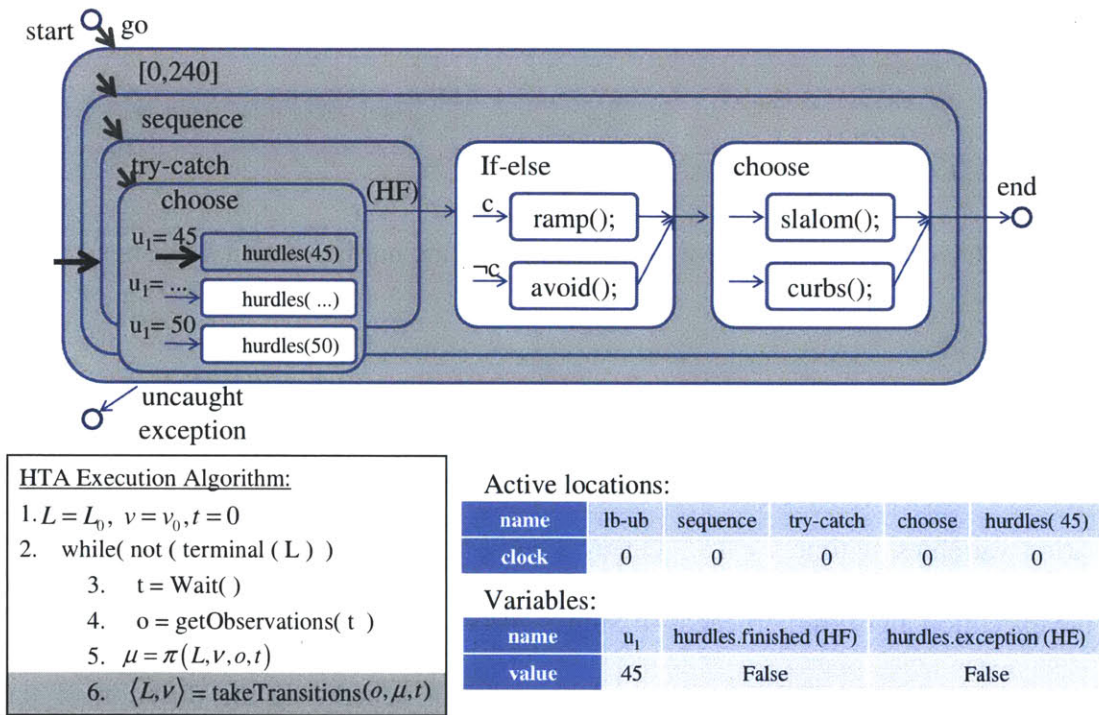 start
go
[0,240]
sequence
try-catch
choose
u₁= 45
hurdles(45)
u₁= ...
hurdles( ...)
u₁= 50
hurdles(50)
(HF)
If-else
c
ramp();
¬c
avoid();
choose
slalom();
curbs();
end
uncaught
exception
HTA Execution Algorithm:
1. L = L₀, v = v₀, t = 0
2. while( not ( terminal ( L ) )
3. t = Wait( )
4. o = getObservations( t )
5. μ = π(L, v, o, t)
6. ⟨L, v⟩ = takeTransitions(o, μ, t)
Active locations:
name lb-ub sequence try-catch choose hurdles( 45)
clock 0 0 0 0 0
Variables:
name u₁ hurdles.finished (HF) hurdles.exception (HE)
value 45 False False